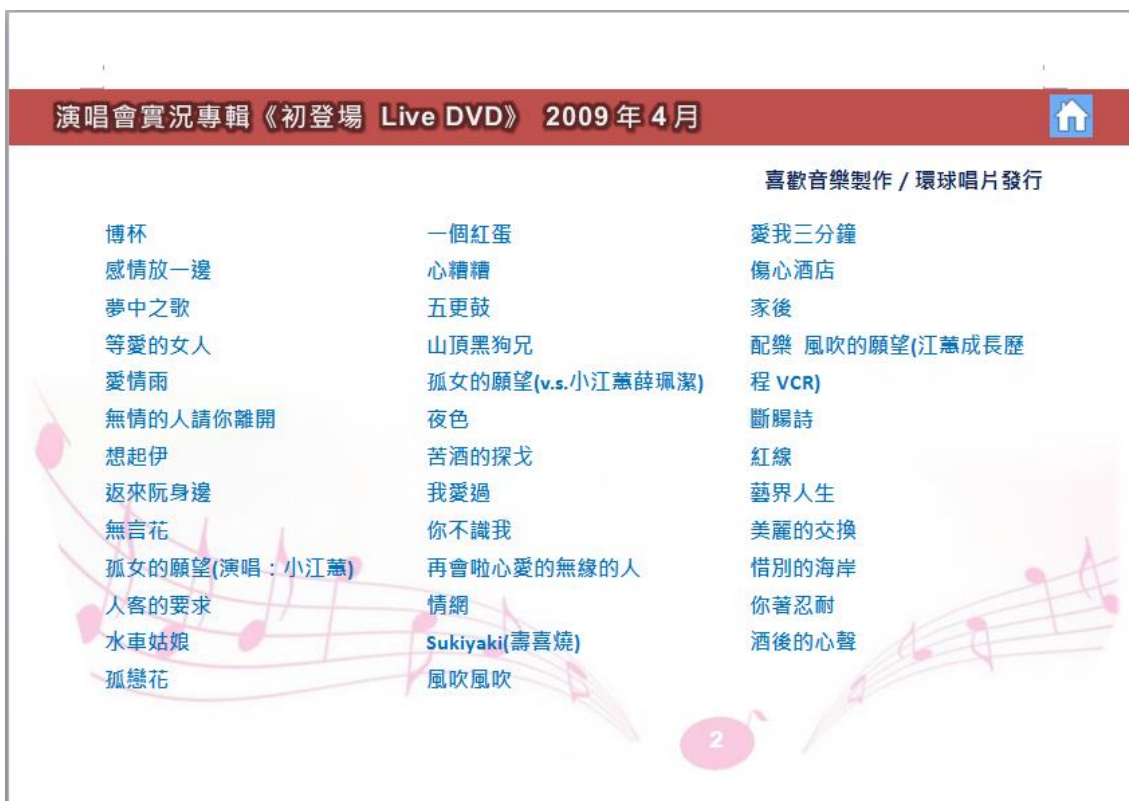 演唱會實況專輯《初登場 Live DVD》 2009 年 4 月
喜歡音樂製作 / 環球唱片發行
博杯
感情放一邊
夢中之歌
等愛的女人
愛情雨
無情的人請你離開
想起伊
返來阮身邊
無言花
孤女的願望(演唱：小江蕙)
人客的要求
水車姑娘
孤戀花
一個紅蛋
心糟糟
五更鼓
山頂黑狗兄
孤女的願望(v.s.小江蕙薛珮潔)
夜色
苦酒的探戈
我愛過
你不識我
再會啦心愛的無緣的人
情網
Sukiyaki(壽喜燒)
風吹風吹
愛我三分鐘
傷心酒店
家後
配樂 風吹的願望(江蕙成長歷
程 VCR)
斷腸詩
紅線
藝界人生
美麗的交換
惜別的海岸
你著忍耐
酒後的心聲
2